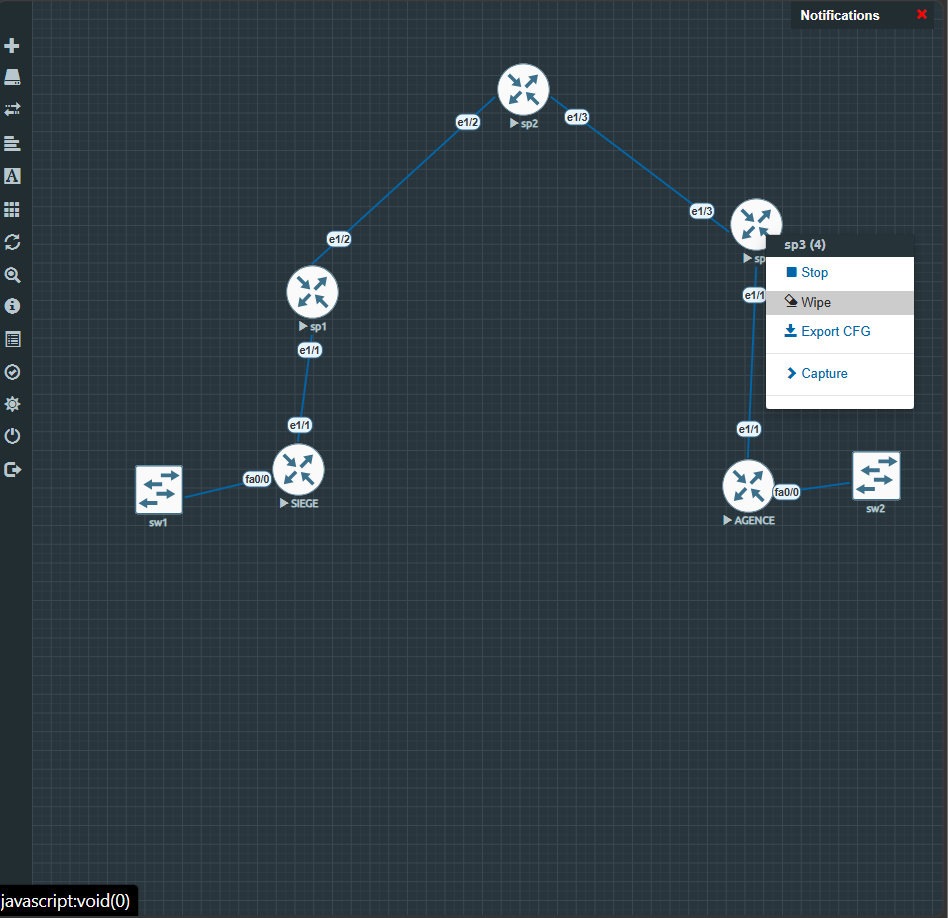 Notifications
sp2
e1/2
e1/3
e1/3
e1/2
sp
sp3 (4)
Stop
Wipe
Export CFG
Capture
e1/1
sp1
e1/1
e1/1
e1/1
fa0/0
SIEGE
sw1
fa0/0
AGENCE
sw2
A
javascript:void(0)